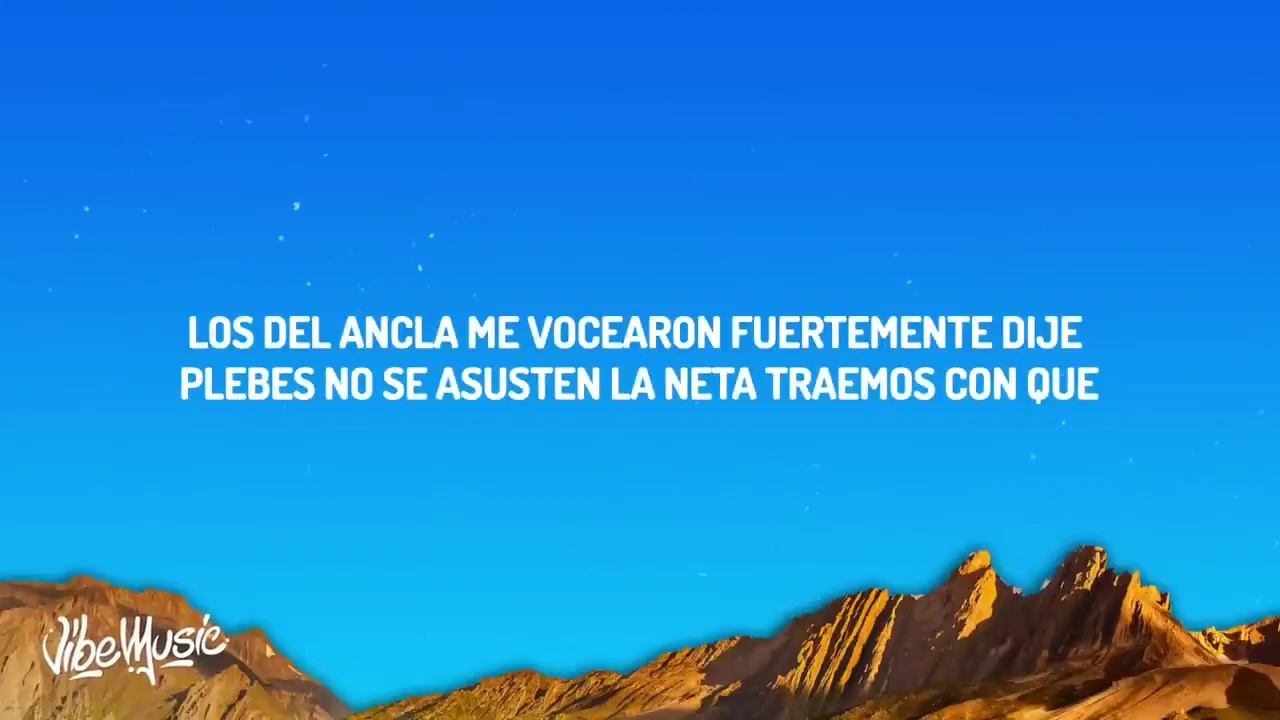 LOS DEL ANCLA ME VOCEARON FUERTEMENTE DIJE
PLEBES NO SE ASUSTEN LA NETA TRAEMOS CON QUE
VibeMusic